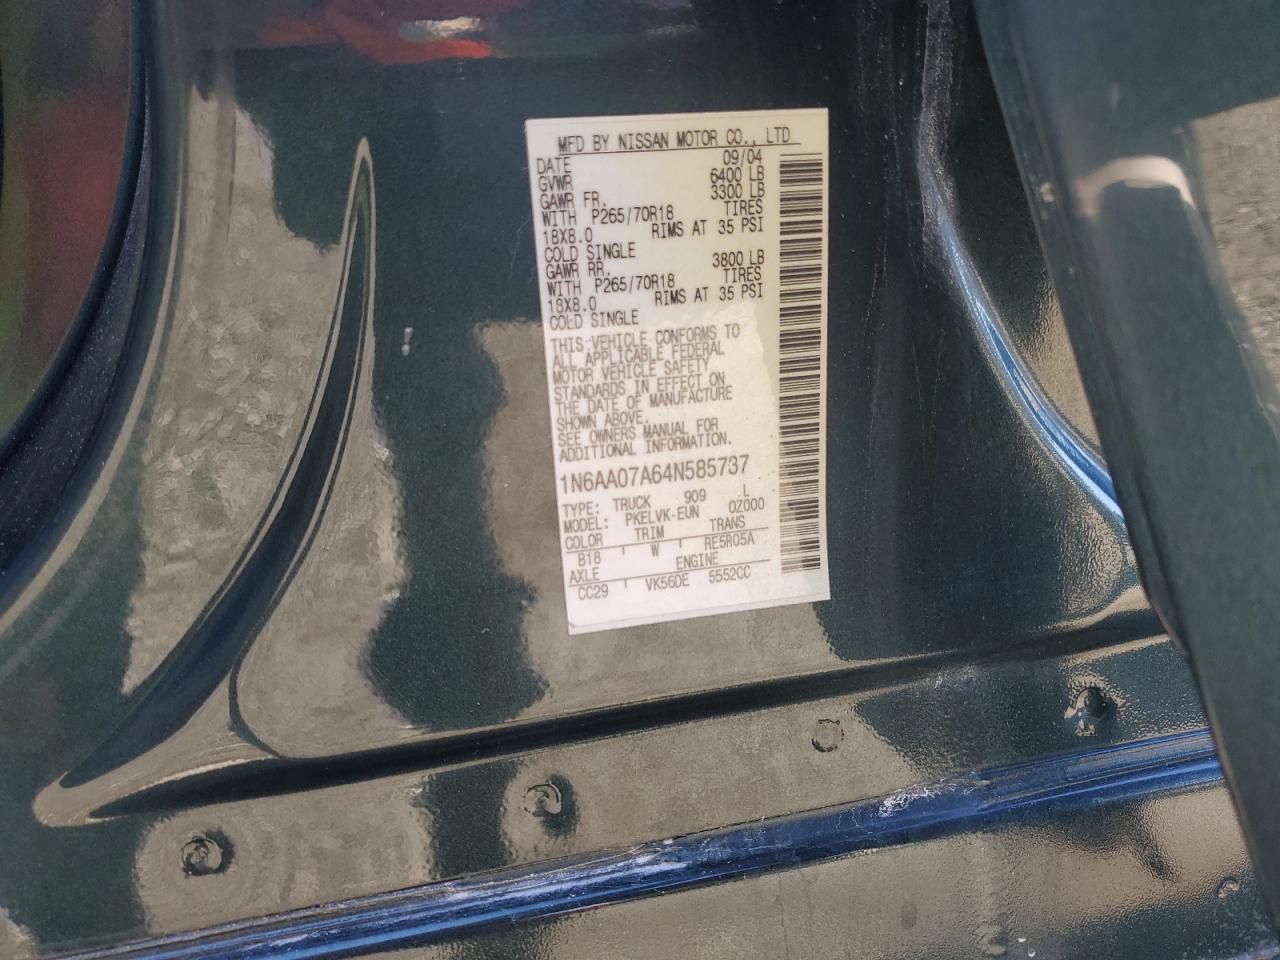 MFD BY NISSAN MOTOR CO., LTD
DATE 09/04
GVWR 6400 LB
GAWR FR. 3300 LB
WITH P265/70R18 TIRES
18X8.0 RIMS AT 35 PSI
COLD SINGLE
GAWR RR. 3800 LB
WITH P265/70R18 TIRES
18X8.0 RIMS AT 35 PSI
COLD SINGLE
THIS VEHICLE CONFORMS TO
ALL APPLICABLE FEDERAL
MOTOR VEHICLE SAFETY
STANDARDS IN EFFECT ON
THE DATE OF MANUFACTURE
SHOWN ABOVE.
SEE OWNERS MANUAL FOR
ADDITIONAL INFORMATION.
1N6AA07A64N585737
TYPE: TRUCK 909 L
MODEL: PKELVK-EUN 0Z000
COLOR TRIM TRANS
B18 W RE5R05A
AXLE ENGINE
CC29 VK56DE 5552CC